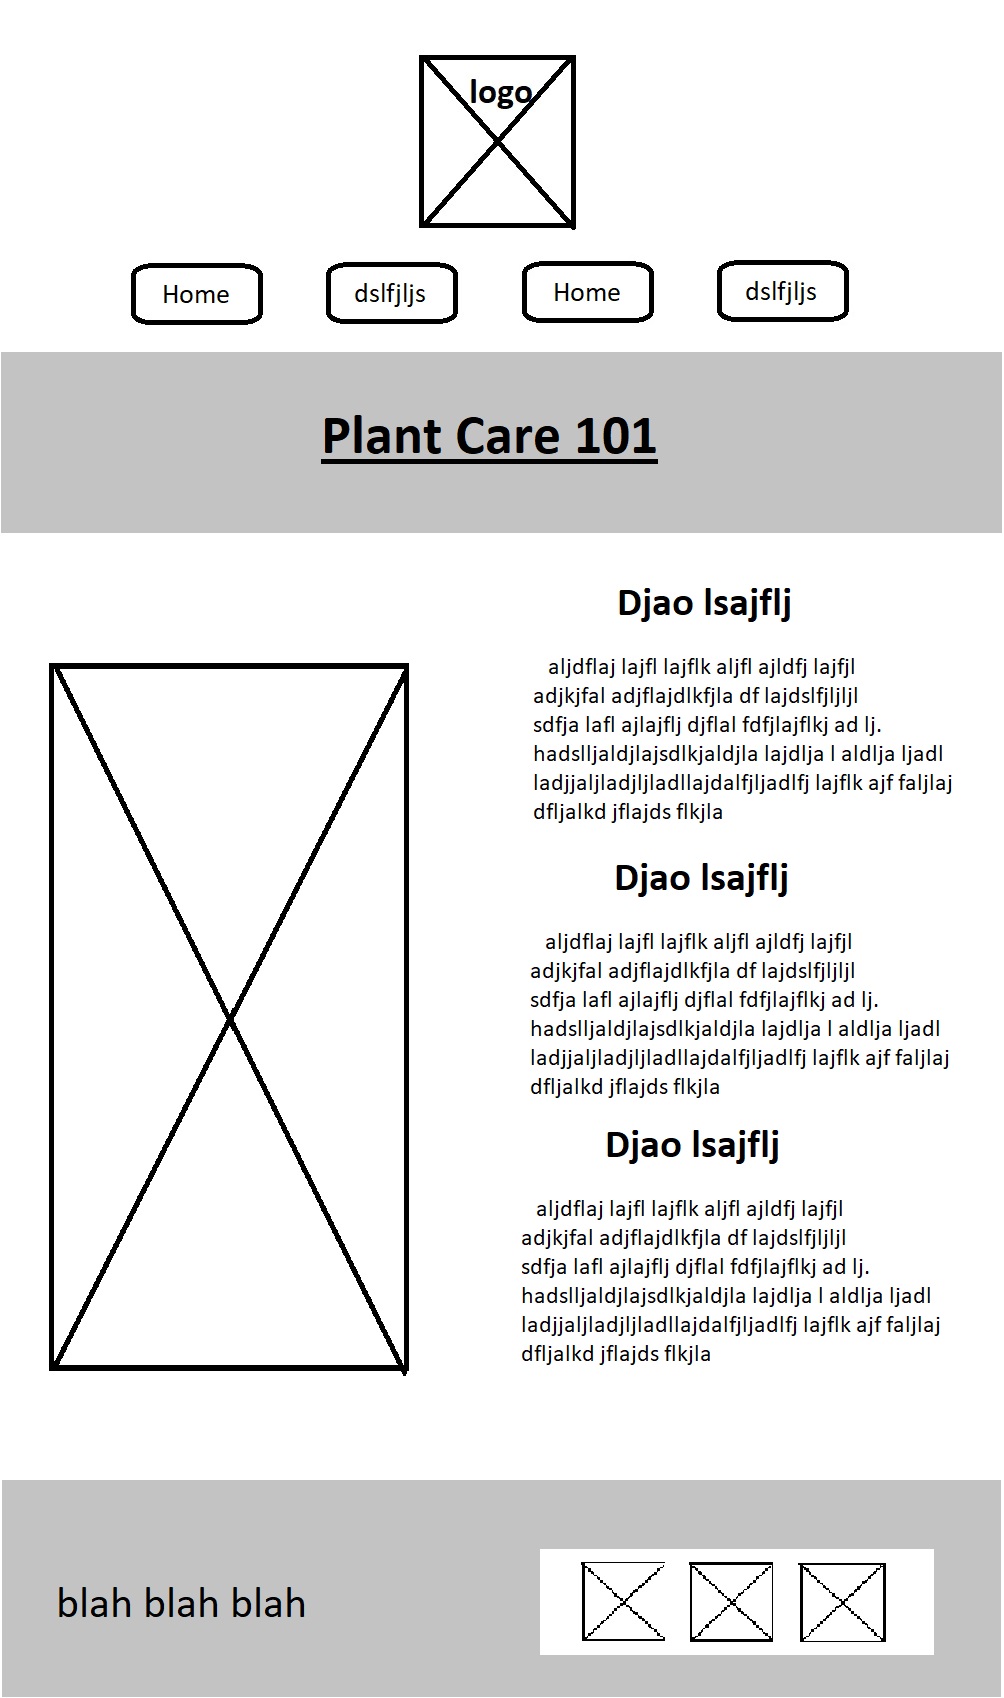 logo
Home dslfjljs Home dslfjljs
Plant Care 101
Djao lsajflj
aljdflaj lajfl lajflk aljfl ajldfj lajfjl
adjkjfal adjflajdlkfjla df lajdslfjljljl
sdfja lafl ajlajflj djflal fdfjlajflkj ad lj.
hadslljaldjlajsdlkjaldjla lajdlja l aldlja ljadl
ladjjaljladjljladllajdalfjljadlfj lajflk ajf faljlaj
dfljalkd jflajds flkjla
Djao lsajflj
aljdflaj lajfl lajflk aljfl ajldfj lajfjl
adjkjfal adjflajdlkfjla df lajdslfjljljl
sdfja lafl ajlajflj djflal fdfjlajflkj ad lj.
hadslljaldjlajsdlkjaldjla lajdlja l aldlja ljadl
ladjjaljladjljladllajdalfjljadlfj lajflk ajf faljlaj
dfljalkd jflajds flkjla
Djao lsajflj
aljdflaj lajfl lajflk aljfl ajldfj lajfjl
adjkjfal adjflajdlkfjla df lajdslfjljljl
sdfja lafl ajlajflj djflal fdfjlajflkj ad lj.
hadslljaldjlajsdlkjaldjla lajdlja l aldlja ljadl
ladjjaljladjljladllajdalfjljadlfj lajflk ajf faljlaj
dfljalkd jflajds flkjla
blah blah blah